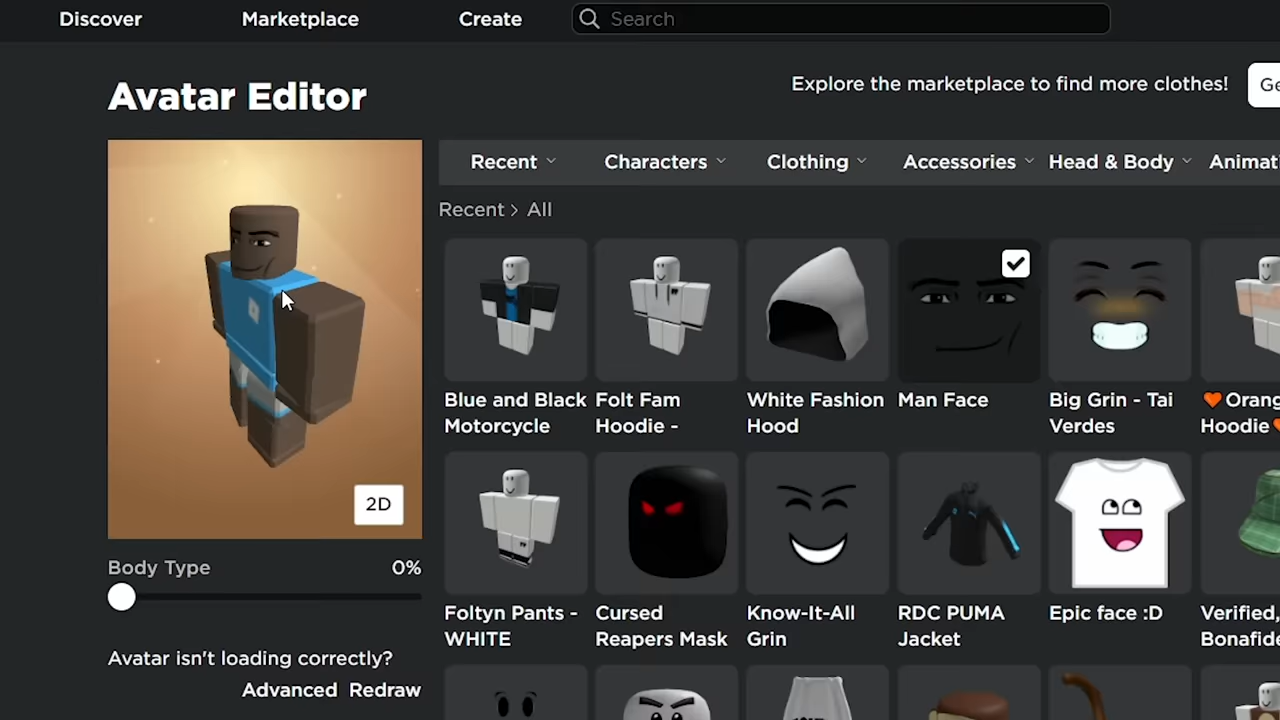 Discover Marketplace Create Search
Avatar Editor
Explore the marketplace to find more clothes!
Recent Characters Clothing Accessories Head & Body
Recent > All
Blue and Black
Motorcycle
Folt Fam
Hoodie -
White Fashion
Hood
Man Face
Big Grin - Tai
Verdes
Hoodie
2D
Body Type 0%
Foltyn Pants -
WHITE
Cursed
Reapers Mask
Know-It-All
Grin
RDC PUMA
Jacket
Epic face :D
Verified,
Avatar isn't loading correctly?
Advanced Redraw